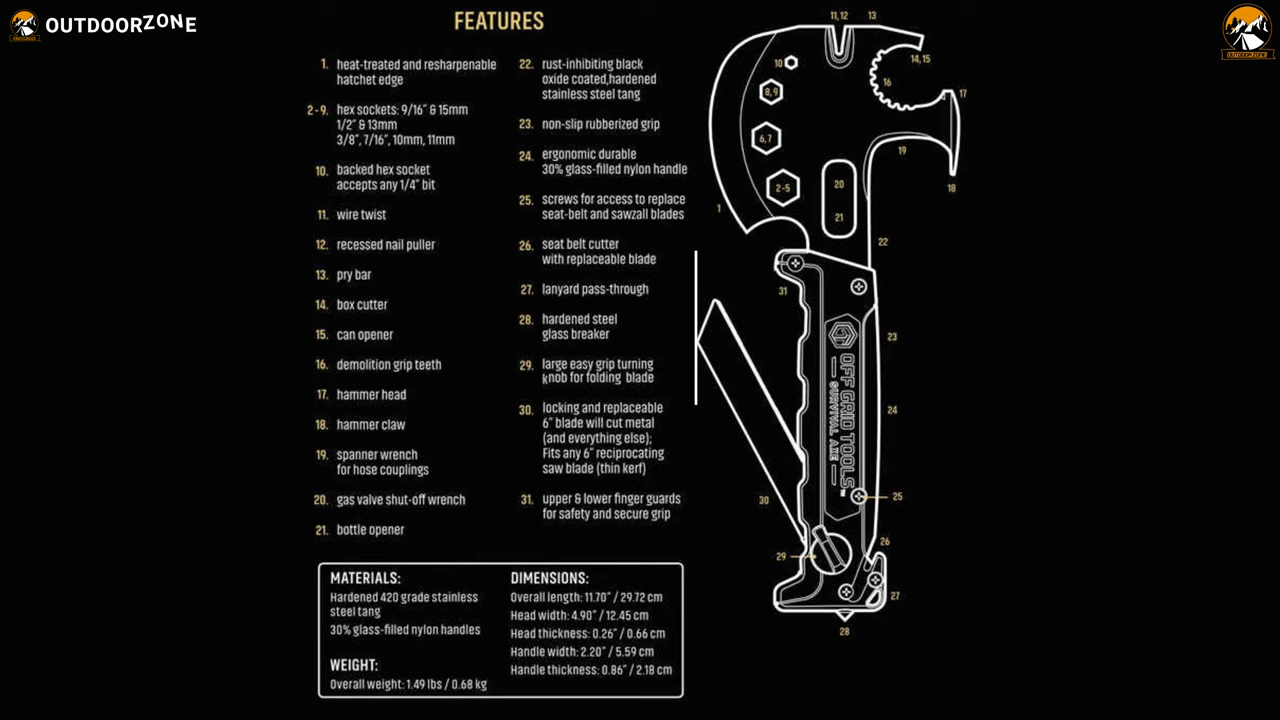 OUTDOORZONE
FEATURES
1. heat-treated and resharpenable
hatchet edge
2-9. hex sockets: 9/16" & 15mm
1/2" & 13mm
3/8", 7/16", 10mm, 11mm
10. backed hex socket
accepts any 1/4" bit
11. wire twist
12. recessed nail puller
13. pry bar
14. box cutter
15. can opener
16. demolition grip teeth
17. hammer head
18. hammer claw
19. spanner wrench
for hose couplings
20. gas valve shut-off wrench
21. bottle opener
22. rust-inhibiting black
oxide coated,hardened
stainless steel tang
23. non-slip rubberized grip
24. ergonomic durable
30% glass-filled nylon handle
25. screws for access to replace
seat-belt and sawzall blades
26. seat belt cutter
with replaceable blade
27. lanyard pass-through
28. hardened steel
glass breaker
29. large easy grip turning
knob for folding blade
30. locking and replaceable
6" blade will cut metal
(and everything else);
Fits any 6" reciprocating
saw blade (thin kerf)
31. upper & lower finger guards
for safety and secure grip
MATERIALS:
Hardened 420 grade stainless
steel tang
30% glass-filled nylon handles
WEIGHT:
Overall weight: 1.49 lbs / 0.68 kg
DIMENSIONS:
Overall length: 11.70" / 29.72 cm
Head width: 4.90" / 12.45 cm
Head thickness: 0.26" / 0.66 cm
Handle width: 2.20" / 5.59 cm
Handle thickness: 0.86" / 2.18 cm
11,12
13
14,15
10
8,9
16
17
6,7
19
2-5
20
18
1
21
22
31
23
OFF GRID TOOLS™
SURVIVAL AXE
24
30
25
26
29
27
28
OUTDOORZONE